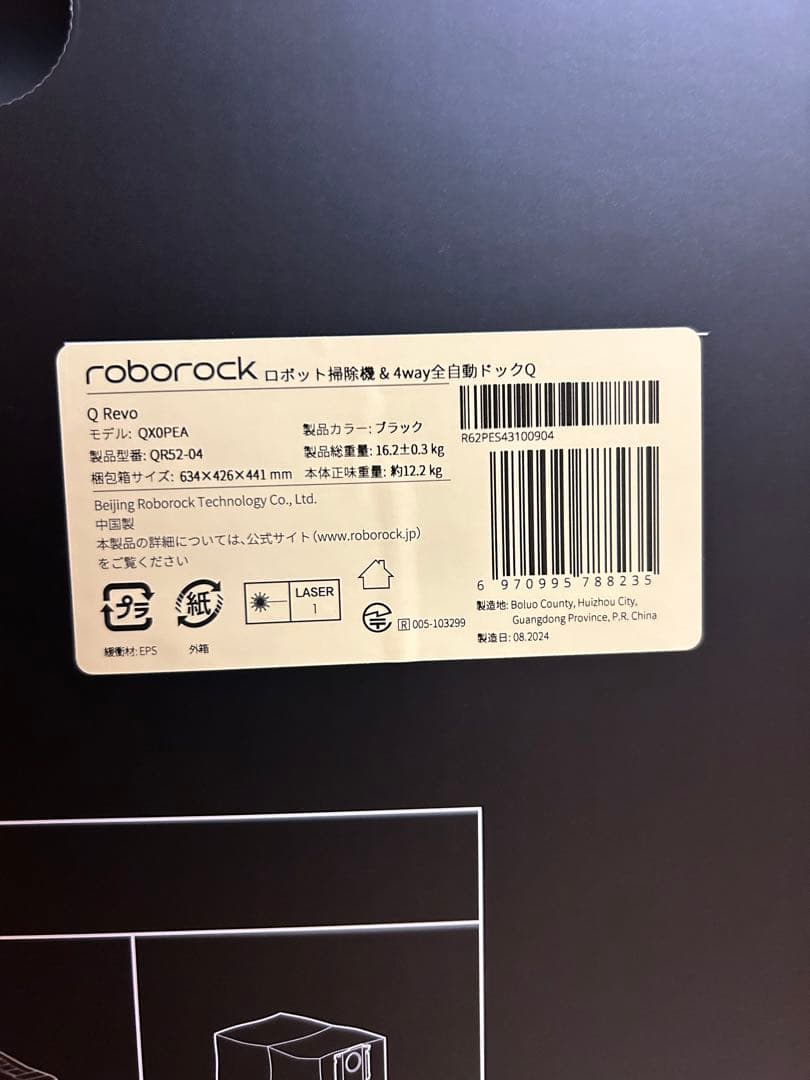 roborock ロボット掃除機 & 4way全自動ドックQ
Q Revo
モデル: QX0PEA
製品型番: QR52-04
梱包箱サイズ: 634×426×441 mm
製品カラー: ブラック
製品総重量: 16.2±0.3 kg
本体正味重量: 約12.2 kg
Beijing Roborock Technology Co., Ltd.
中国製
本製品の詳細については、公式サイト(www.roborock.jp)
をご覧ください
プラ
緩衝材: EPS
紙
外箱
LASER
1
R 005-103299
R62PES43100904
6 970995 788235
製造地: Boluo County, Huizhou City,
Guangdong Province, P.R. China
製造日: 08.2024